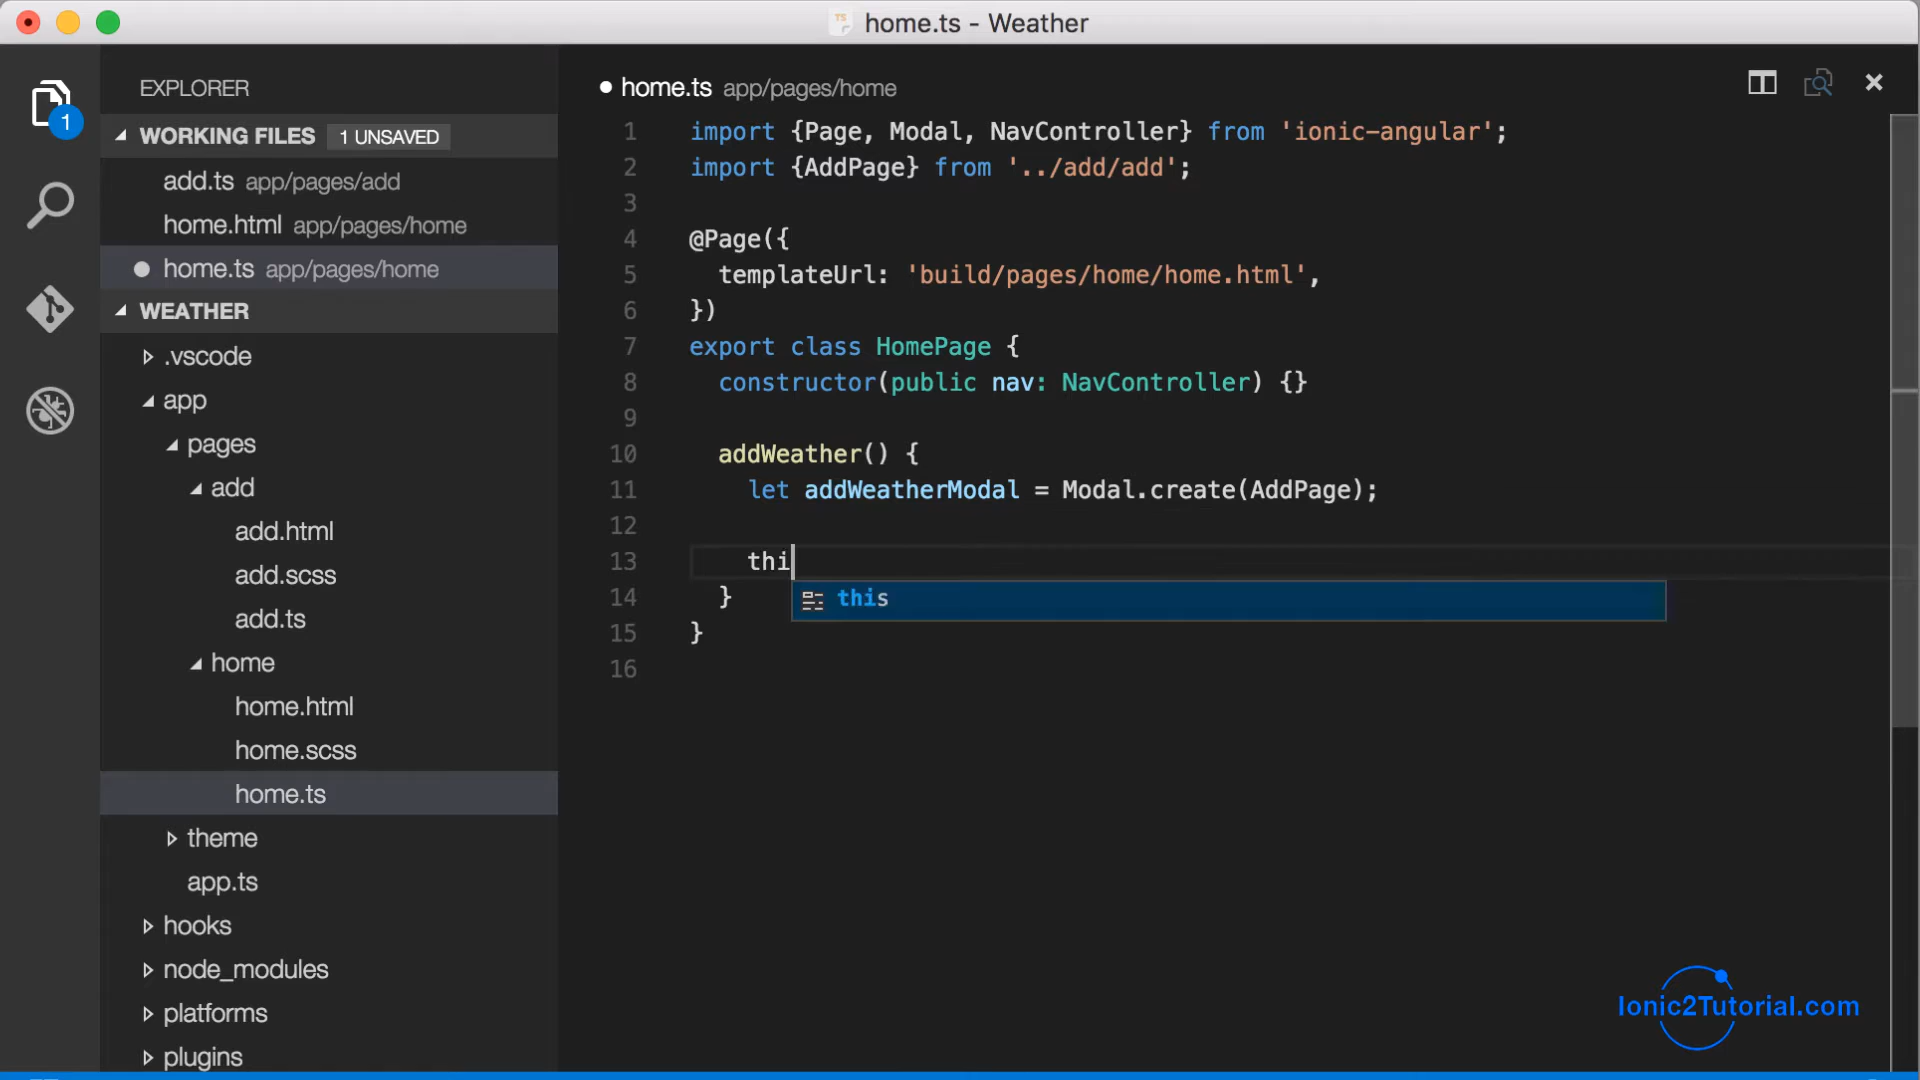 home.ts - Weather
EXPLORER
WORKING FILES 1 UNSAVED
add.ts app/pages/add
home.html app/pages/home
home.ts app/pages/home
WEATHER
.vscode
app
pages
add
add.html
add.scss
add.ts
home
home.html
home.scss
home.ts
theme
app.ts
hooks
node_modules
platforms
plugins
1
home.ts app/pages/home
1 import {Page, Modal, NavController} from 'ionic-angular';
2 import {AddPage} from '../add/add';
3
4 @Page({
5 templateUrl: 'build/pages/home/home.html',
6 })
7 export class HomePage {
8 constructor(public nav: NavController) {}
9
10 addWeather() {
11 let addWeatherModal = Modal.create(AddPage);
12
13 thi
this
14 }
15 }
16
TS
Ionic2Tutorial.com